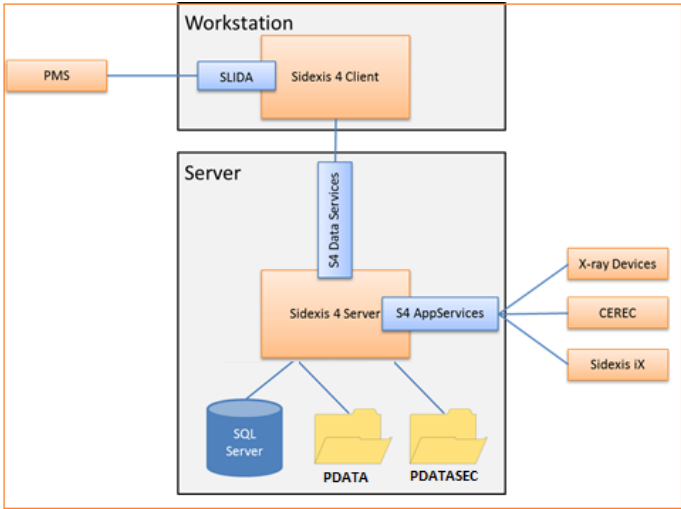 Workstation
PMS
SLIDA
Sidexis 4 Client
Server
S4 Data Services
X-ray Devices
Sidexis 4 Server
S4 AppServices
CEREC
Sidexis iX
SQL
Server
PDATA
PDATASEC